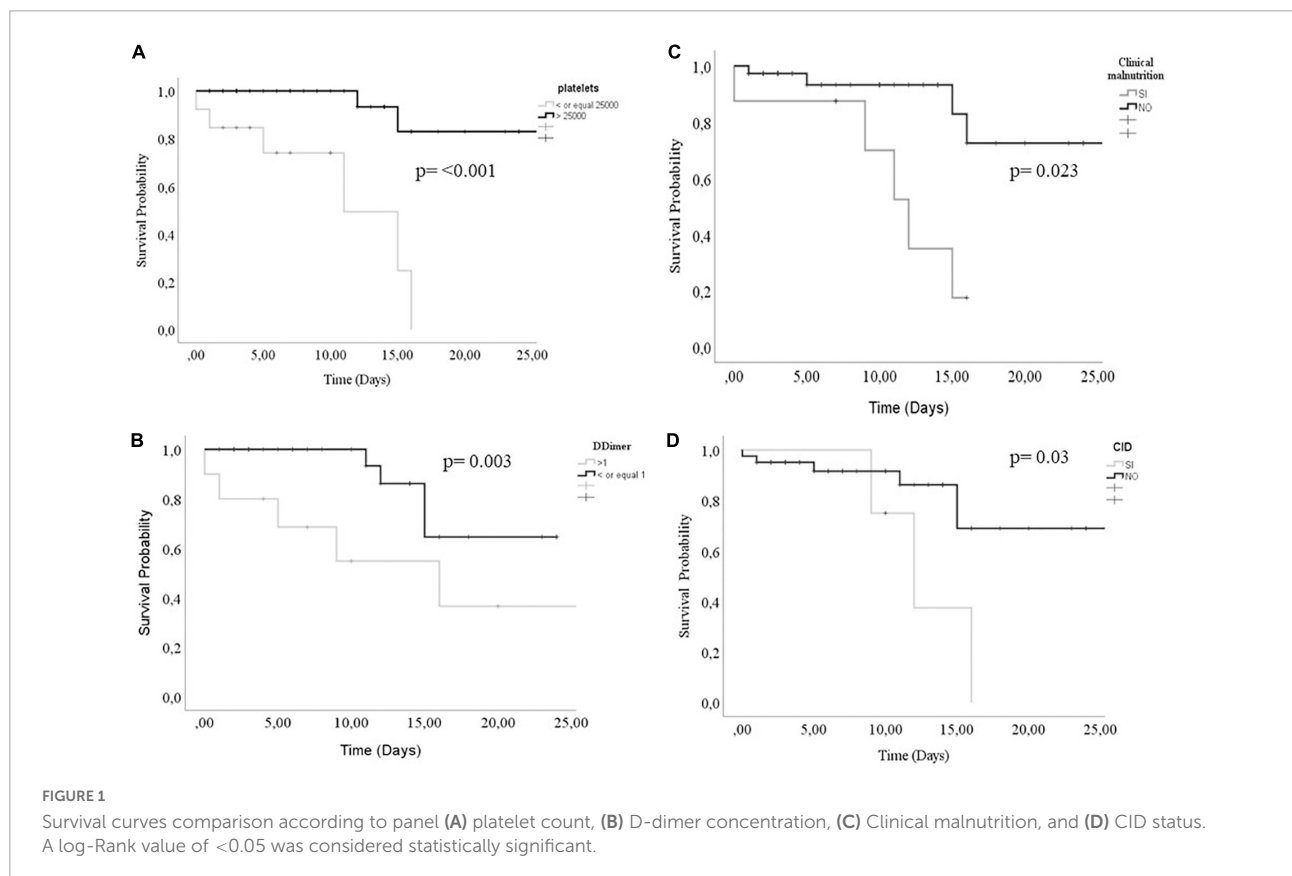 A
Survival Probability
1,0
0,8
0,6
0,4
0,2
0,0
,00 5,00 10,00 15,00 20,00 25,00
Time (Days)
platelets
< or equal 25000
> 25000
p= <0.001
C
Survival Probability
1,0
0,8
0,6
0,4
0,2
0,0
,00 5,00 10,00 15,00 20,00 25,00
Time (Days)
Clinical
malnutrition
SI
NO
p= 0.023
B
Survival Probability
1,0
0,8
0,6
0,4
0,2
0,0
,00 5,00 10,00 15,00 20,00 25,00
Time (Days)
DDimer
>1
< or equal 1
p= 0.003
D
Survival Probability
1,0
0,8
0,6
0,4
0,2
0,0
,00 5,00 10,00 15,00 20,00 25,00
Time (Days)
CID
SI
NO
p= 0.03
FIGURE 1
Survival curves comparison according to panel (A) platelet count, (B) D-dimer concentration, (C) Clinical malnutrition, and (D) CID status.
A log-Rank value of <0.05 was considered statistically significant.